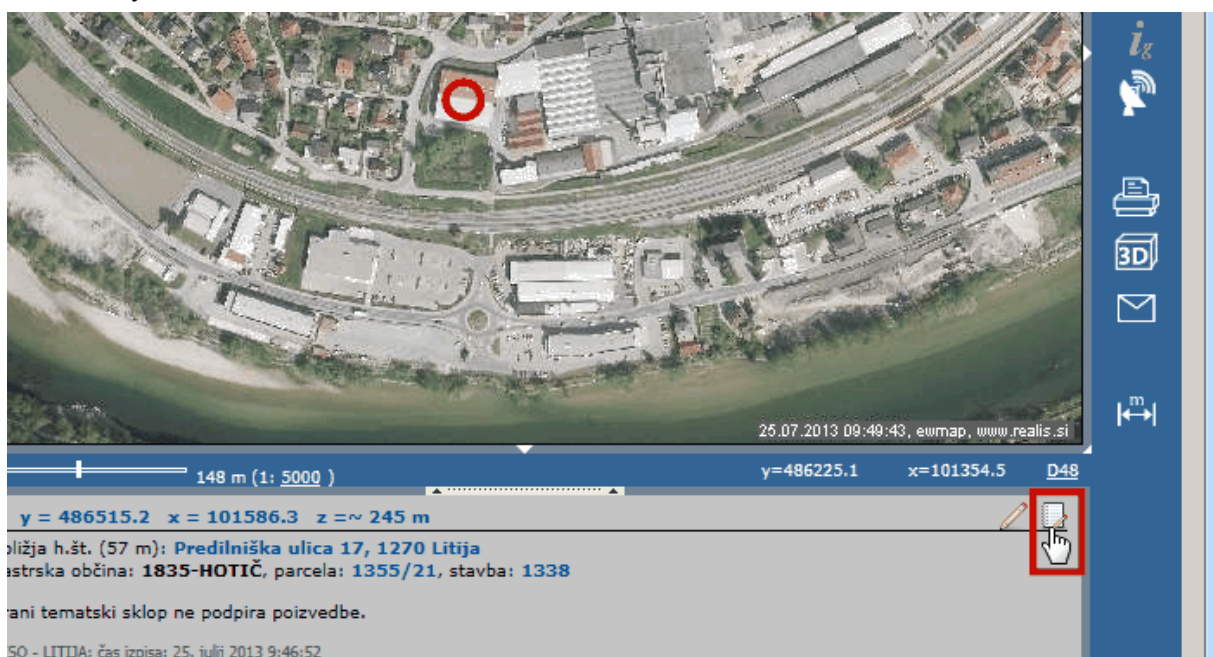 i g
3D
m
25.07.2013 09:49:43, ewmap, www.realis.si
148 m (1: 5000 ) y=486225.1 x=101354.5 D48
y = 486515.2 x = 101586.3 z =~ 245 m
bližja h.št. (57 m): Predilniška ulica 17, 1270 Litija
astrska občina: 1835-HOTIČ, parcela: 1355/21, stavba: 1338
rani tematski sklop ne podpira poizvedbe.
SO - LITIJA: čas izpisa: 25. julij 2013 9:46:52